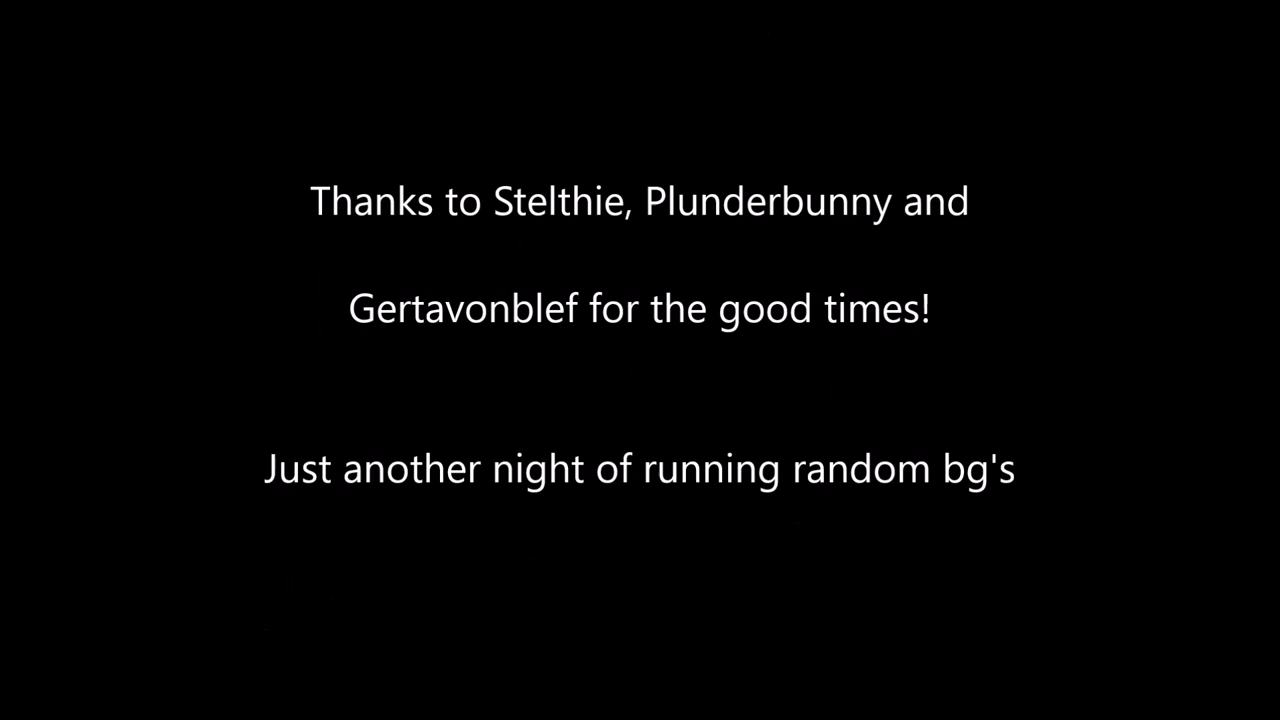 Thanks to Stelthie, Plunderbunny and
Gertavonblef for the good times!
Just another night of running random bg's